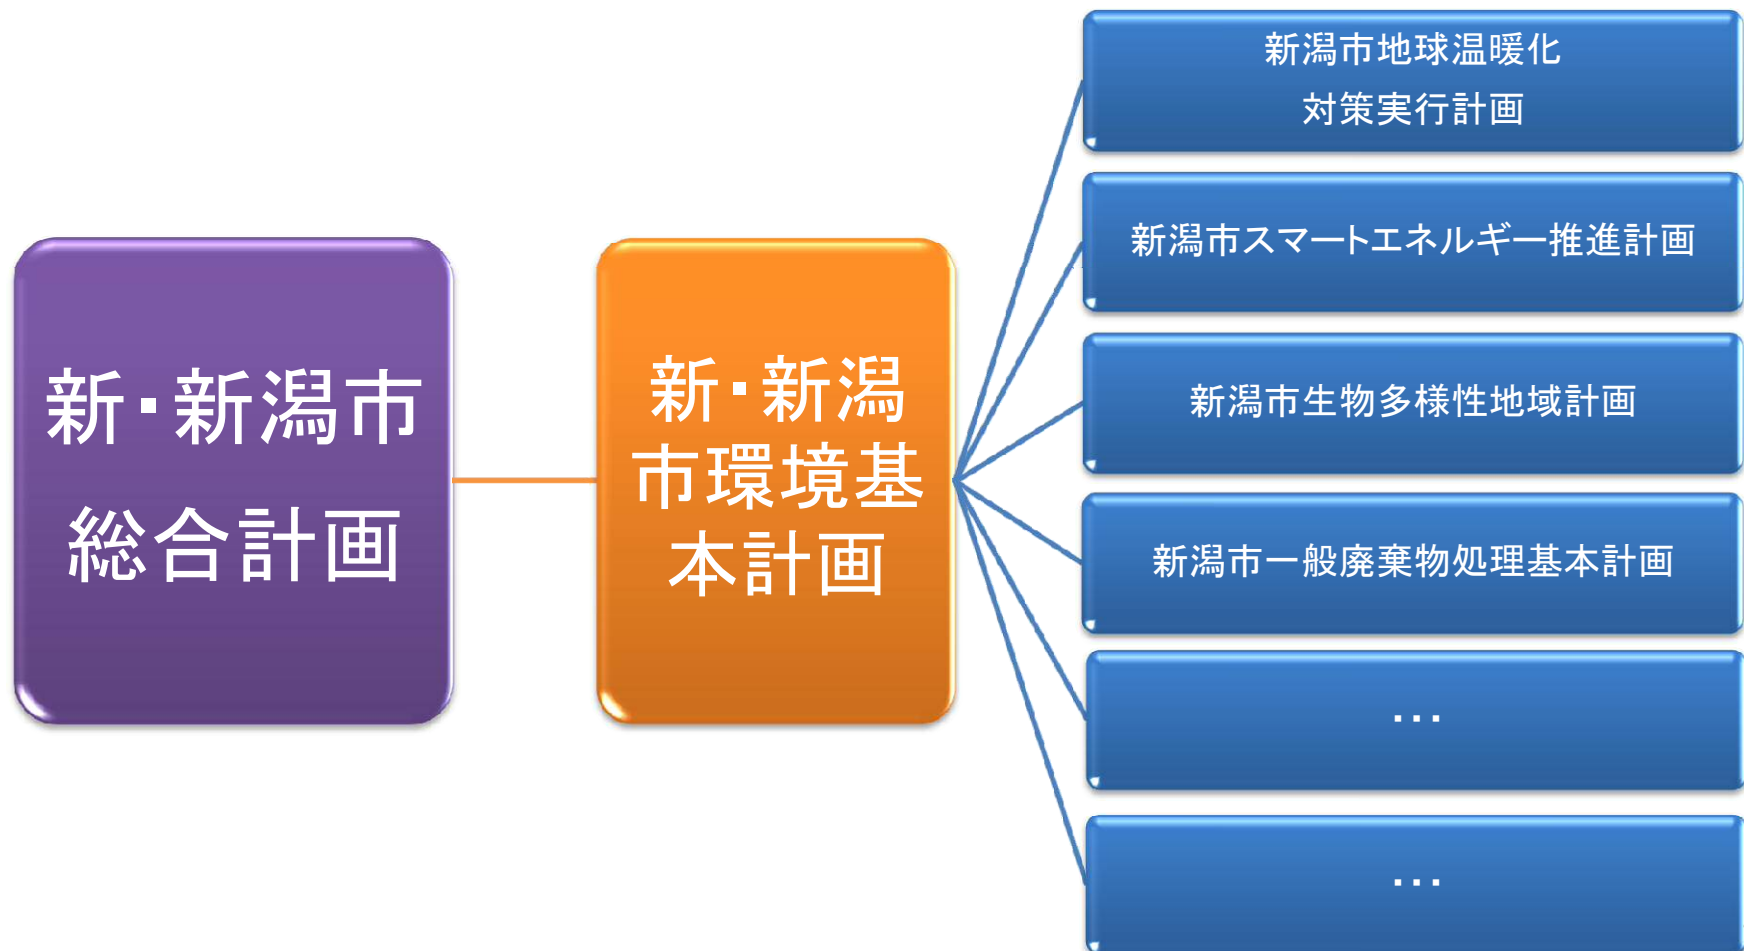 新・新潟市
総合計画
新・新潟
市環境基
本計画
新潟市地球温暖化
対策実行計画
新潟市スマートエネルギー推進計画
新潟市生物多様性地域計画
新潟市一般廃棄物処理基本計画
・・・
・・・